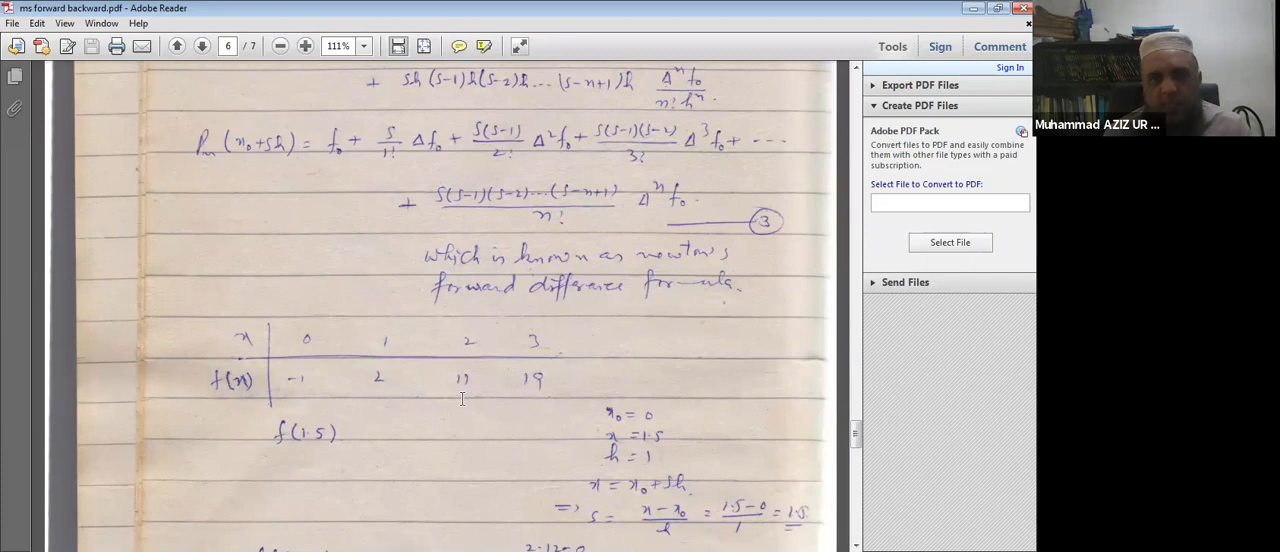 ms forward backward.pdf - Adobe Reader
File Edit View Window Help
6 / 7 111%
Tools Sign Comment
Sign In
Export PDF Files
Create PDF Files
Adobe PDF Pack
Convert files to PDF and easily combine
them with other file types with a paid
subscription.
Select File to Convert to PDF:
Select File
Send Files
Muhammad AZIZ UR ...
+ sh (s-1)h(s-2)h... (s-n+1)h Δⁿf₀ / n! hⁿ.
Pₙ (x₀+sh) = f₀ + s/1! Δf₀ + s(s-1)/2! Δ²f₀ + s(s-1)(s-2)/3! Δ³f₀ + ...
+ s(s-1)(s-2)...(s-n+1)/n! Δⁿf₀. 3
which is known as newton's
forward difference formula.
x 0 1 2 3
f(x) -1 2 11 19
f(1.5)
x₀ = 0
x = 1.5
h = 1
x = x₀ + sh.
=> s = x - x₀ / h = 1.5 - 0 / 1 = 1.5